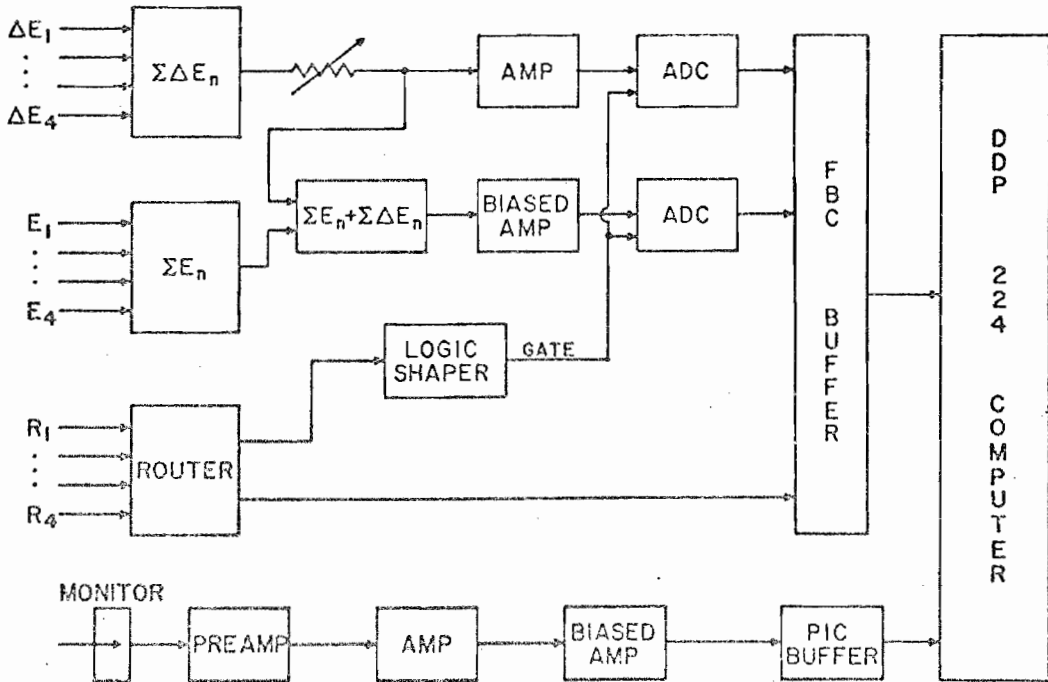 ΔE₁
ΔE₄
ΣΔEₙ
AMP
ADC
E₁
E₄
ΣEₙ
ΣEₙ+ΣΔEₙ
BIASED
AMP
ADC
LOGIC
SHAPER
GATE
R₁
R₄
ROUTER
FBC BUFFER
DDP 224 COMPUTER
MONITOR
PREAMP
AMP
BIASED
AMP
PIC
BUFFER